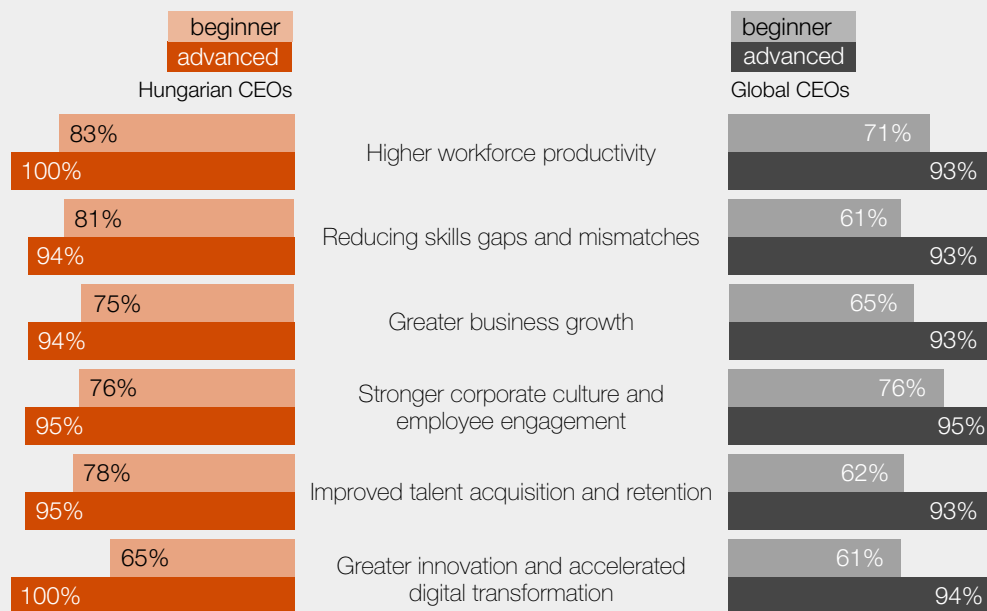 beginner
advanced
Hungarian CEOs
beginner
advanced
Global CEOs
83%
100%
Higher workforce productivity
71%
93%
81%
94%
Reducing skills gaps and mismatches
61%
93%
75%
94%
Greater business growth
65%
93%
76%
95%
Stronger corporate culture and
employee engagement
76%
95%
78%
95%
Improved talent acquisition and retention
62%
93%
65%
100%
Greater innovation and accelerated
digital transformation
61%
94%